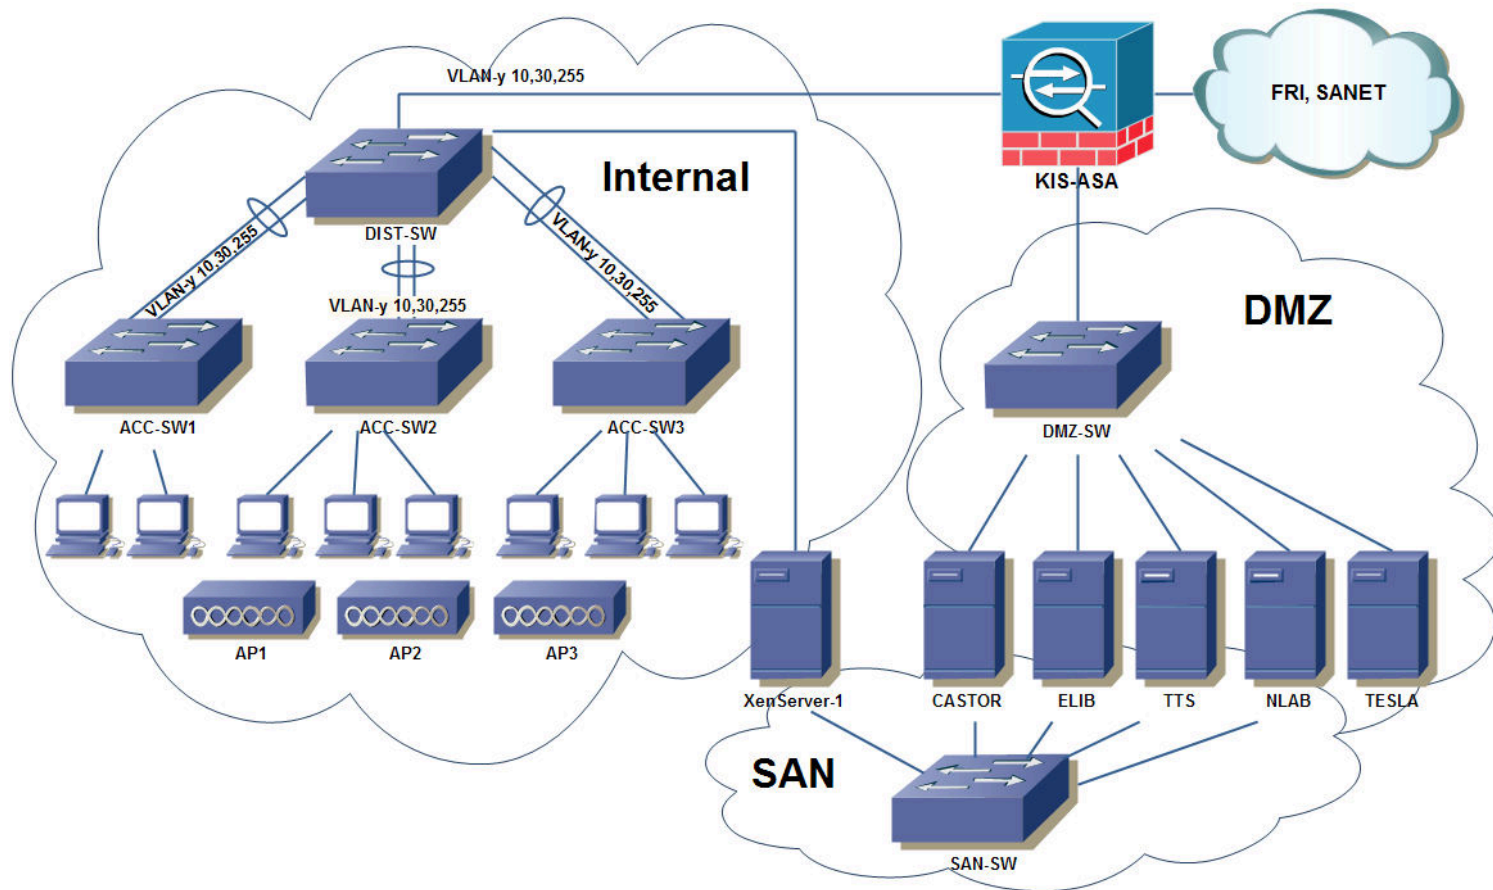 VLAN-y 10,30,255
FRI, SANET
Internal
KIS-ASA
DIST-SW
VLAN-y 10,30,255
VLAN-y 10,30,255
VLAN-y 10,30,255
DMZ
ACC-SW1
ACC-SW2
ACC-SW3
DMZ-SW
AP1
AP2
AP3
XenServer-1
CASTOR
ELIB
TTS
NLAB
TESLA
SAN
SAN-SW